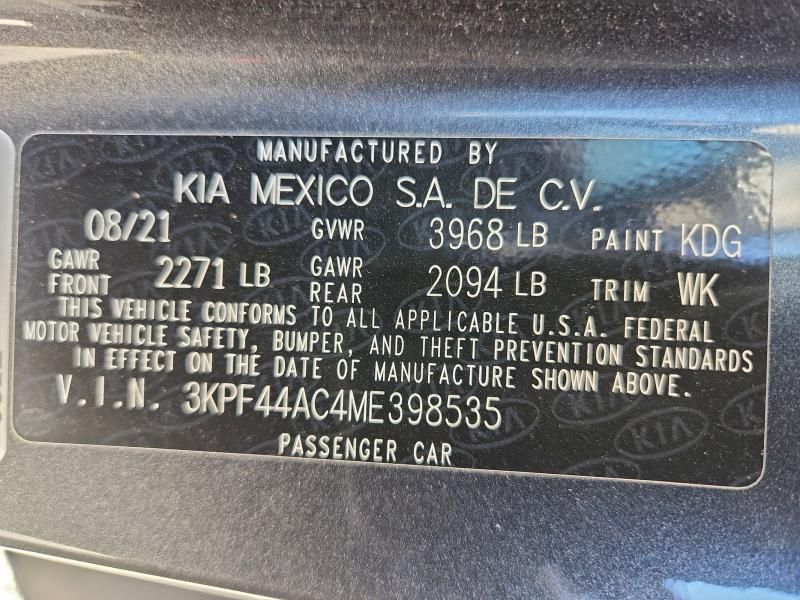 MANUFACTURED BY
KIA MEXICO S.A. DE C.V.
08/21 GVWR 3968 LB PAINT KDG
GAWR FRONT 2271 LB GAWR REAR 2094 LB TRIM WK
THIS VEHICLE CONFORMS TO ALL APPLICABLE U.S.A. FEDERAL
MOTOR VEHICLE SAFETY, BUMPER, AND THEFT PREVENTION STANDARDS
IN EFFECT ON THE DATE OF MANUFACTURE SHOWN ABOVE.
V.I.N. 3KPF44AC4ME398535
PASSENGER CAR